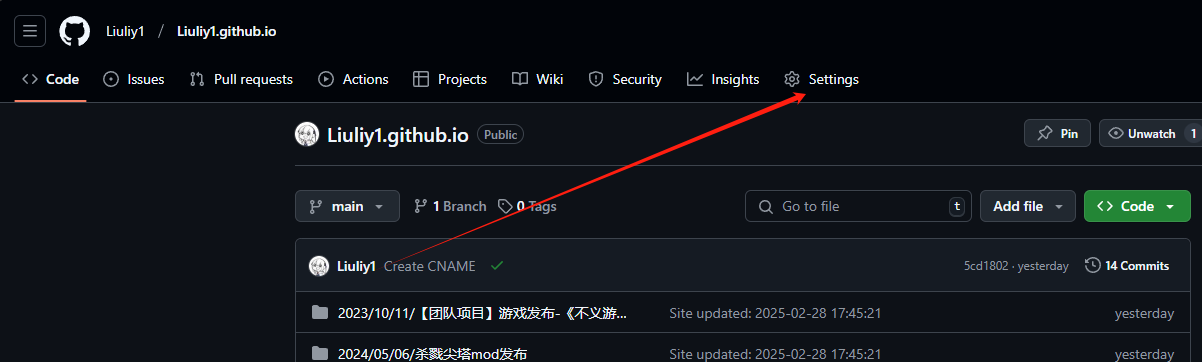 Liuliy1 / Liuliy1.github.io
Code Issues Pull requests Actions Projects Wiki Security Insights Settings
Liuliy1.github.io Public Pin Unwatch 1
main 1 Branch 0 Tags Go to file t Add file Code
Liuliy1 Create CNAME 5cd1802 · yesterday 14 Commits
2023/10/11/【团队项目】游戏发布-《不义游... Site updated: 2025-02-28 17:45:21 yesterday
2024/05/06/杀戮尖塔mod发布 Site updated: 2025-02-28 17:45:21 yesterday